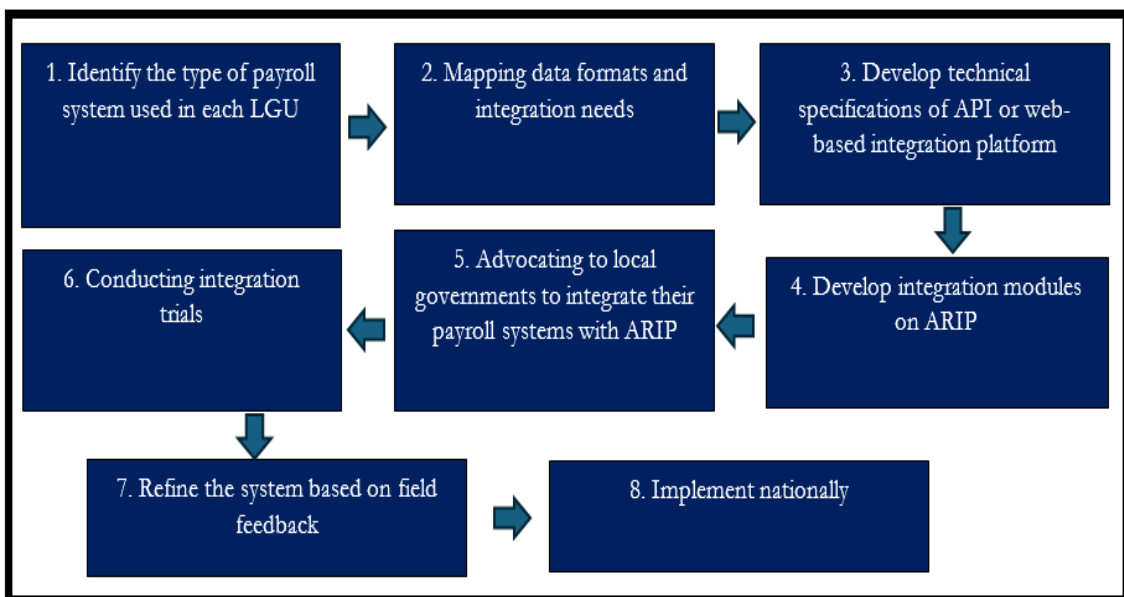 1. Identify the type of payroll
system used in each LGU
2. Mapping data formats and
integration needs
3. Develop technical
specifications of API or web-
based integration platform
4. Develop integration modules
on ARIP
5. Advocating to local
governments to integrate their
payroll systems with ARIP
6. Conducting integration
trials
7. Refine the system based on field
feedback
8. Implement nationally